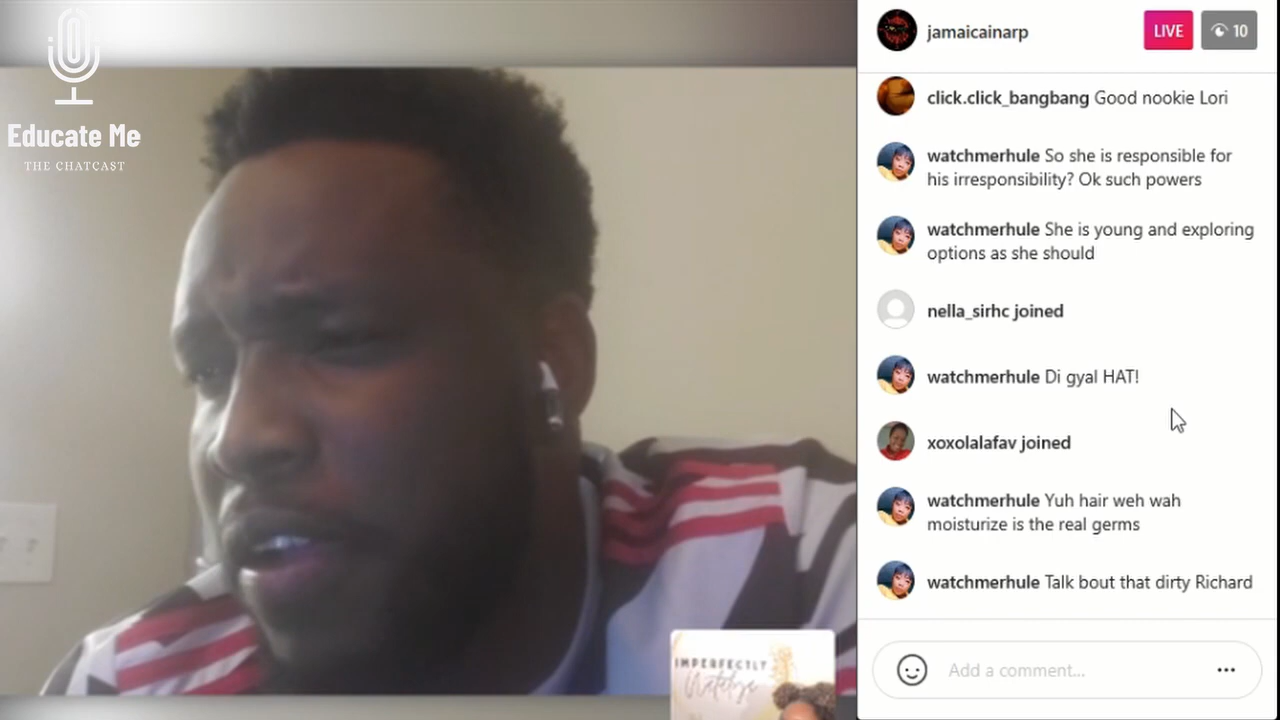 Educate Me
THE CHATCAST
IMPERFECTLY
Natelye
jamaicainarp
LIVE
10
click.click_bangbang Good nookie Lori
watchmerhule So she is responsible for
his irresponsibility? Ok such powers
watchmerhule She is young and exploring
options as she should
nella_sirhc joined
watchmerhule Di gyal HAT!
xoxolalafav joined
watchmerhule Yuh hair weh wah
moisturize is the real germs
watchmerhule Talk bout that dirty Richard
Add a comment...